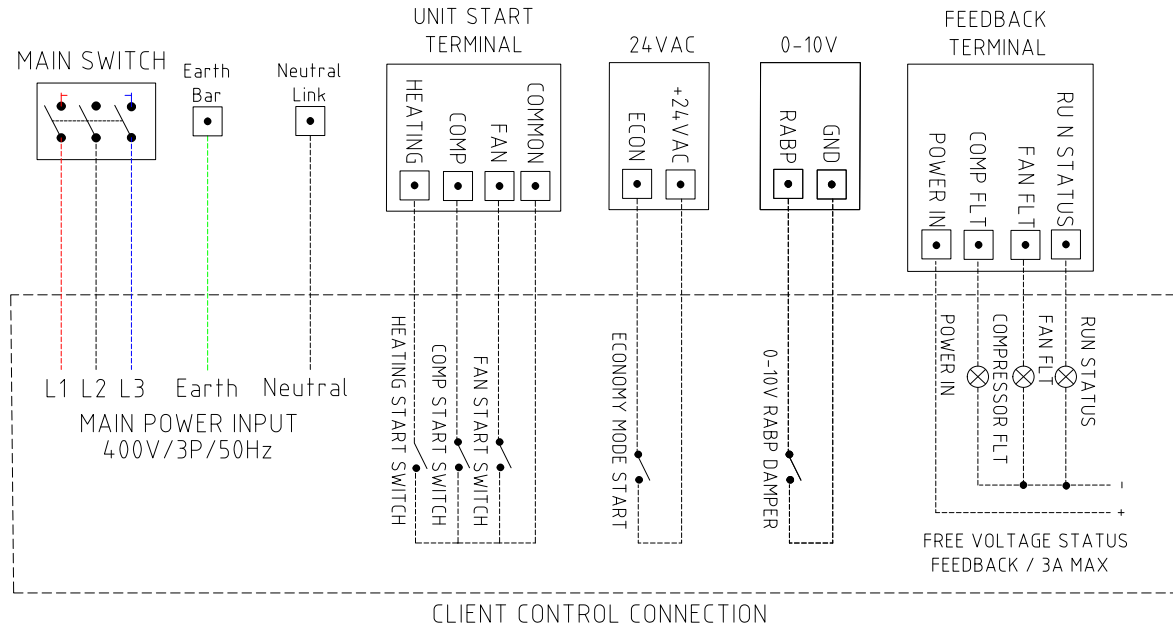 MAIN SWITCH
Earth
Bar
Neutral
Link
UNIT START
TERMINAL
HEATING
COMP
FAN
COMMON
24VAC
ECON
+24VAC
0-10V
RABP
GND
FEEDBACK
TERMINAL
POWER IN
COMP FLT
FAN FLT
RUN STATUS
L1 L2 L3 Earth Neutral
MAIN POWER INPUT
400V/3P/50Hz
HEATING START SWITCH
COMP START SWITCH
FAN START SWITCH
ECONOMY MODE START
0-10V RABP DAMPER
POWER IN
COMPRESSOR FLT
FAN FLT
RUN STATUS
-
+
FREE VOLTAGE STATUS
FEEDBACK / 3A MAX
CLIENT CONTROL CONNECTION